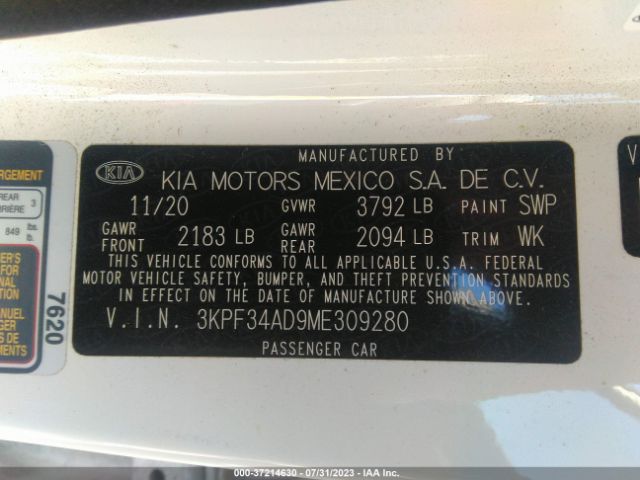 MANUFACTURED BY
KIA KIA MOTORS MEXICO S.A. DE C.V.
11/20 GVWR 3792 LB PAINT SWP
GAWR FRONT 2183 LB GAWR REAR 2094 LB TRIM WK
THIS VEHICLE CONFORMS TO ALL APPLICABLE U.S.A. FEDERAL
MOTOR VEHICLE SAFETY, BUMPER, AND THEFT PREVENTION STANDARDS
IN EFFECT ON THE DATE OF MANUFACTURE SHOWN ABOVE.
V.I.N. 3KPF34AD9ME309280
PASSENGER CAR
ARGEMENT
REAR 3
849 lbs.
7620
V
000-37214630 - 07/31/2023 - IAA Inc.